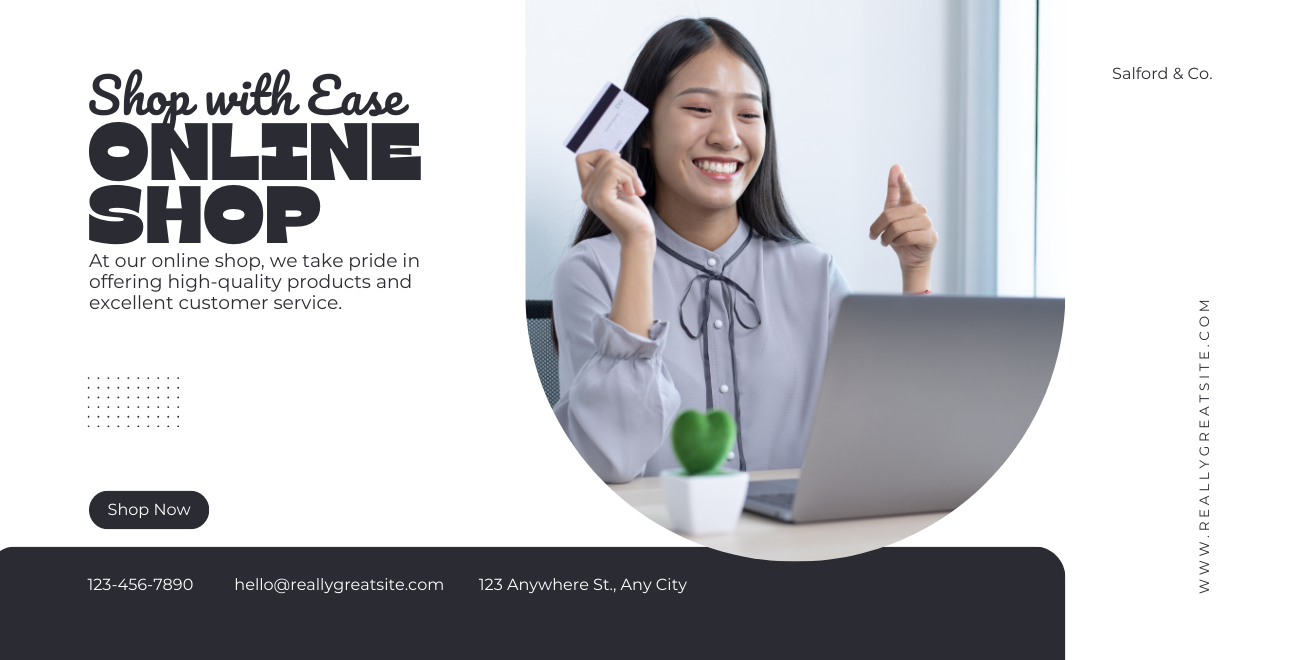 Shop with Ease
ONLINE
SHOP
At our online shop, we take pride in
offering high-quality products and
excellent customer service.
Shop Now
123-456-7890
hello@reallygreatsite.com
123 Anywhere St., Any City
Salford & Co.
WWW.REALLYGREATSITE.COM